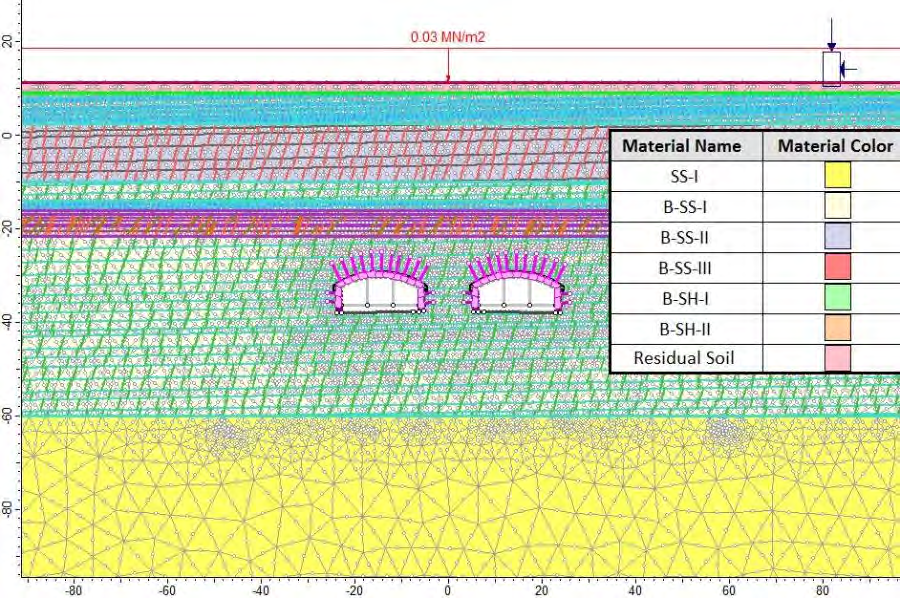 0.03 MN/m2
20
0
-20
-40
-60
-80
Material Name Material Color
SS-I
B-SS-I
B-SS-II
B-SS-III
B-SH-I
B-SH-II
Residual Soil
-80 -60 -40 -20 0 20 40 60 80